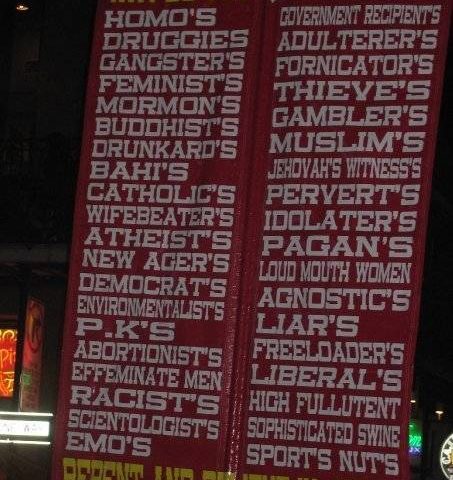 HOMO'S
DRUGGIES
GANGSTER'S
FEMINIST'S
MORMON'S
BUDDHIST'S
DRUNKARD'S
BAHI'S
CATHOLIC'S
WIFEBEATER'S
ATHEIST'S
NEW AGER'S
DEMOCRAT'S
ENVIRONMENTALIST'S
P.K'S
ABORTIONIST'S
EFFEMINATE MEN
RACIST'S
SCIENTOLOGIST'S
EMO'S
GOVERNMENT RECIPIENT'S
ADULTERER'S
FORNICATOR'S
THIEVE'S
GAMBLER'S
MUSLIM'S
JEHOVAH'S WITNESS'S
PERVERT'S
IDOLATER'S
PAGAN'S
LOUD MOUTH WOMEN
AGNOSTIC'S
LIAR'S
FREELOADER'S
LIBERAL'S
HIGH FULLUTENT
SOPHISTICATED SWINE
SPORT'S NUT'S
REPENT AND